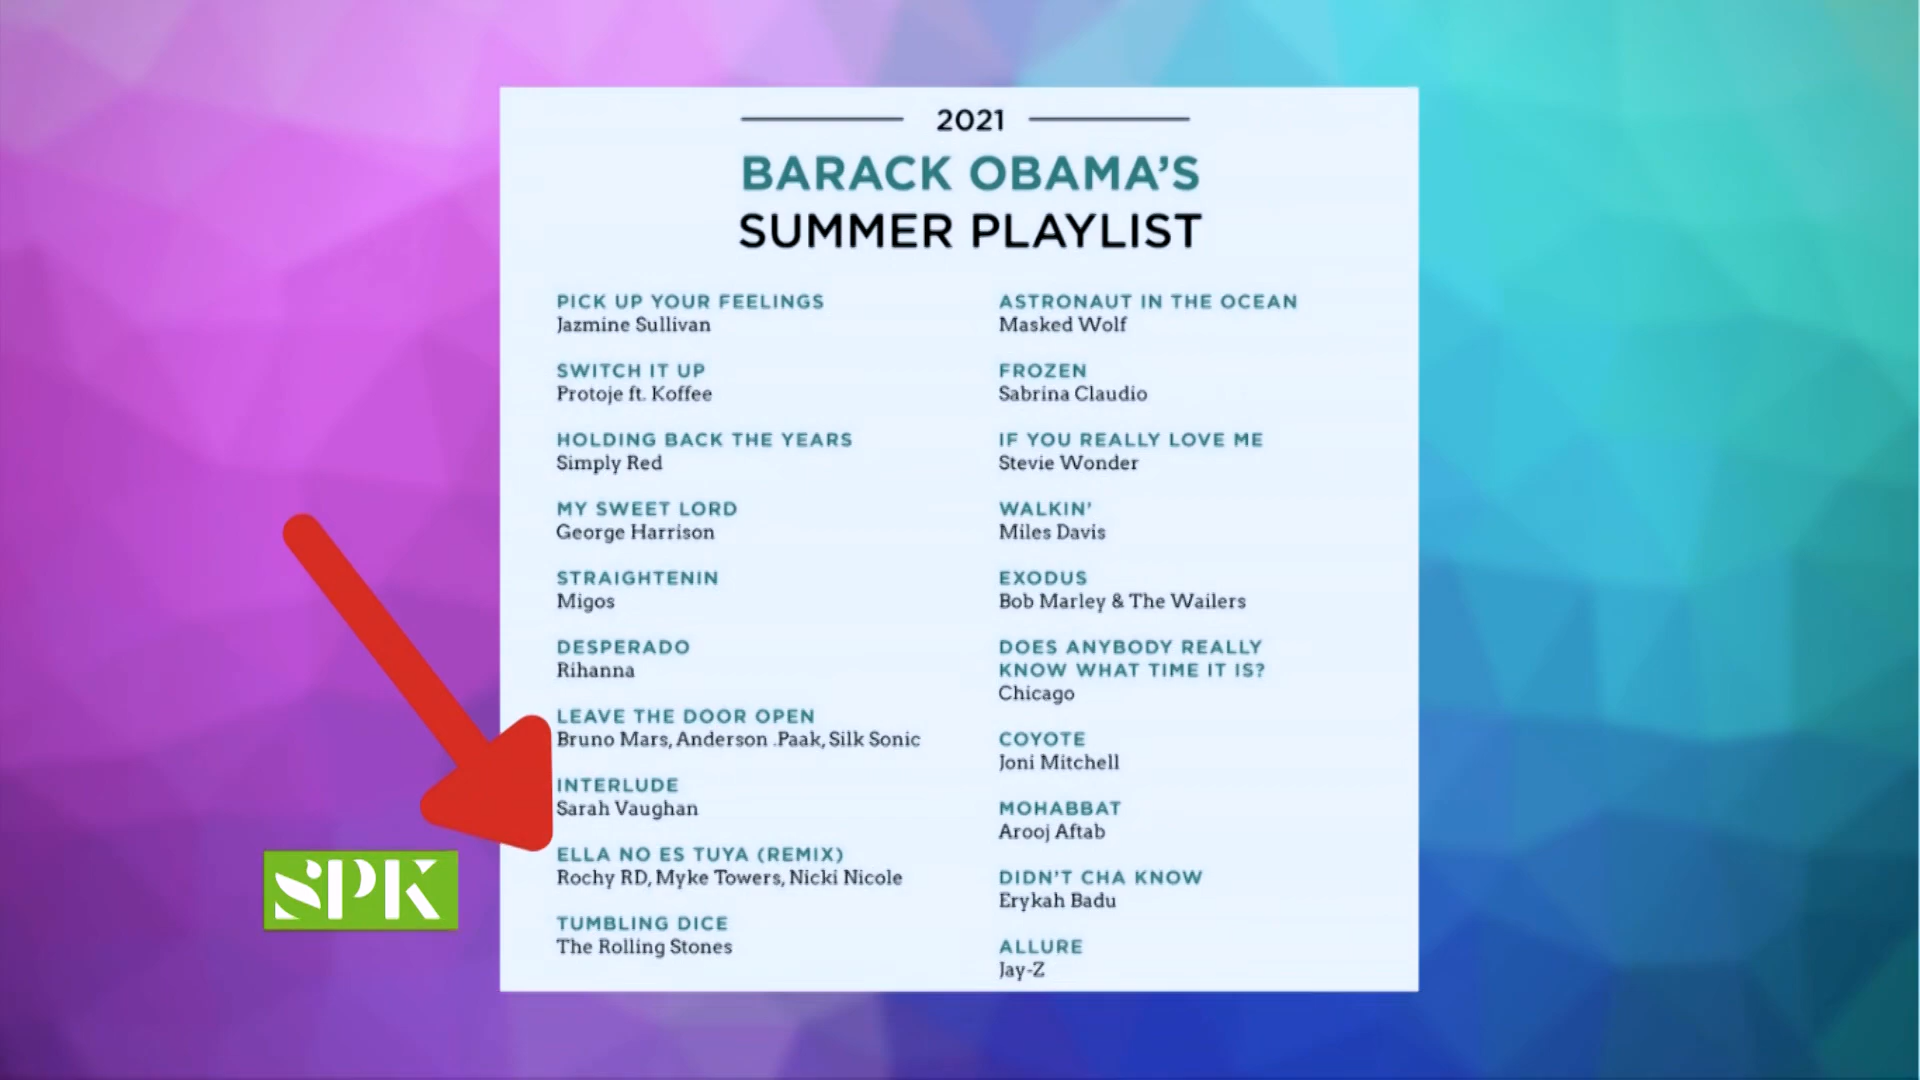 2021
BARACK OBAMA'S
SUMMER PLAYLIST
PICK UP YOUR FEELINGS
Jazmine Sullivan
SWITCH IT UP
Protoje ft. Koffee
HOLDING BACK THE YEARS
Simply Red
MY SWEET LORD
George Harrison
STRAIGHTENIN
Migos
DESPERADO
Rihanna
LEAVE THE DOOR OPEN
Bruno Mars, Anderson .Paak, Silk Sonic
INTERLUDE
Sarah Vaughan
ELLA NO ES TUYA (REMIX)
Rochy RD, Myke Towers, Nicki Nicole
TUMBLING DICE
The Rolling Stones
ASTRONAUT IN THE OCEAN
Masked Wolf
FROZEN
Sabrina Claudio
IF YOU REALLY LOVE ME
Stevie Wonder
WALKIN'
Miles Davis
EXODUS
Bob Marley & The Wailers
DOES ANYBODY REALLY
KNOW WHAT TIME IT IS?
Chicago
COYOTE
Joni Mitchell
MOHABBAT
Arooj Aftab
DIDN'T CHA KNOW
Erykah Badu
ALLURE
Jay-Z
SPK